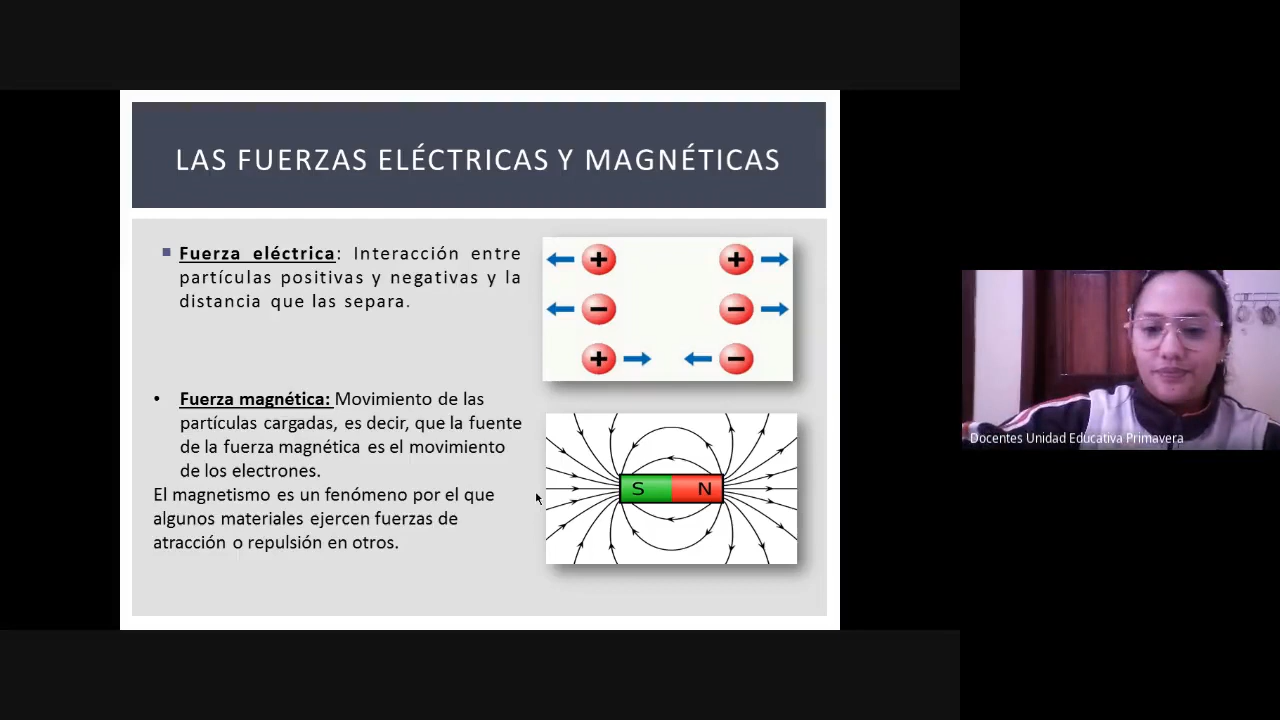 LAS FUERZAS ELÉCTRICAS Y MAGNÉTICAS
Fuerza eléctrica: Interacción entre
partículas positivas y negativas y la
distancia que las separa.
• Fuerza magnética: Movimiento de las
partículas cargadas, es decir, que la fuente
de la fuerza magnética es el movimiento
de los electrones.
El magnetismo es un fenómeno por el que
algunos materiales ejercen fuerzas de
atracción o repulsión en otros.
+ +
− −
+ −
S N
Docentes Unidad Educativa Primavera